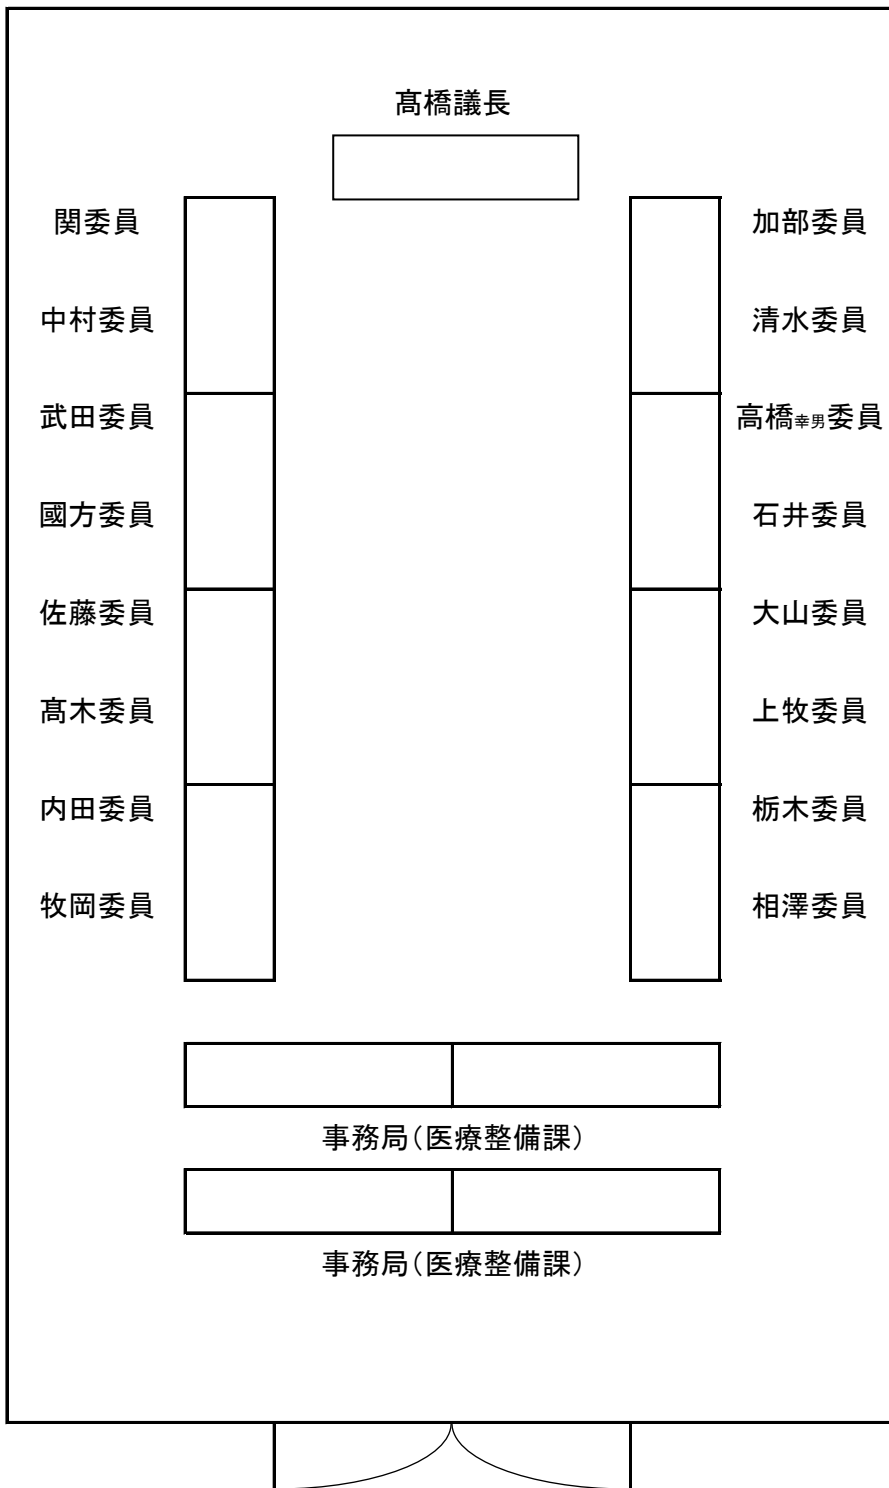 髙橋議長
関委員 加部委員
中村委員 清水委員
武田委員 高橋幸男委員
國方委員 石井委員
佐藤委員 大山委員
髙木委員 上牧委員
内田委員 栃木委員
牧岡委員 相澤委員
事務局（医療整備課）
事務局（医療整備課）